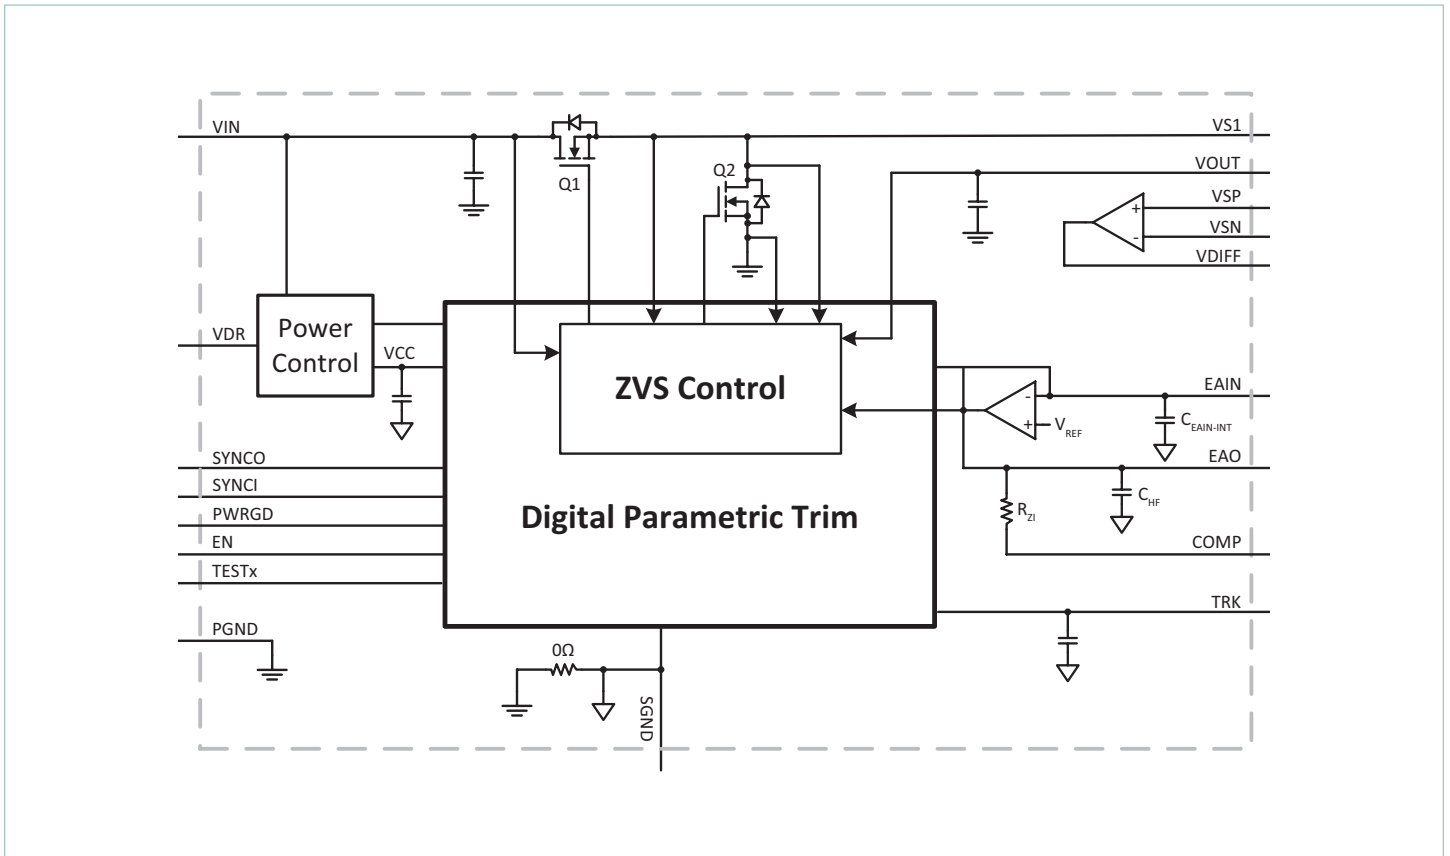 VIN
VS1
VOUT
Q1
Q2
VSP
+
VSN
-
VDIFF
Power
Control
VDR
VCC
ZVS Control
EAIN
-
+
VREF
CEAIN-INT
EAO
SYNCO
SYNCI
PWRGD
EN
TESTx
Digital Parametric Trim
RZI
CHF
COMP
TRK
PGND
0Ω
SGND